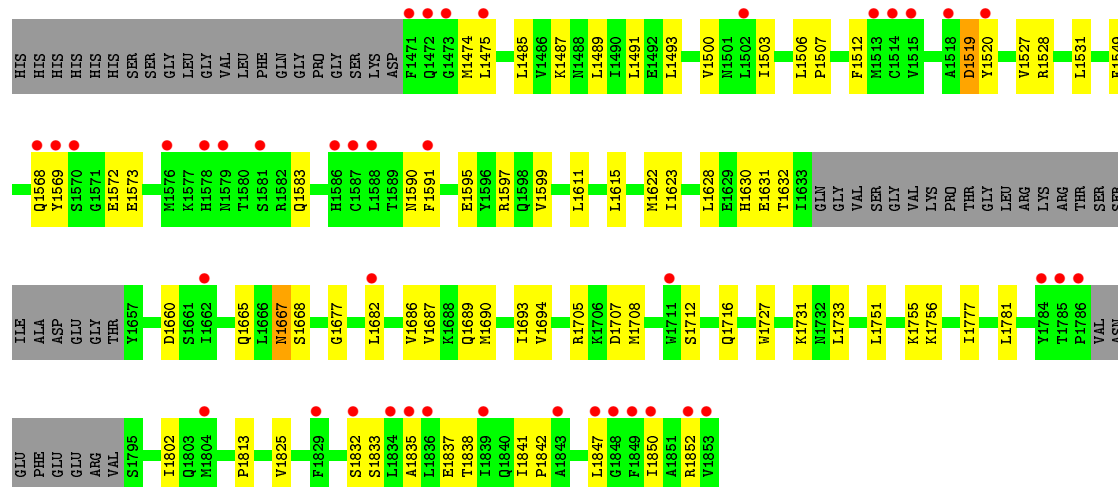 HIS HIS HIS HIS HIS HIS SER SER GLY LEU GLY VAL LEU PHE GLN GLY PRO GLY SER LYS ASP F1471 Q1472 G1473 M1474 L1475 L1485 V1486 K1487 N1488 L1489 I1490 L1491 E1492 L1493 V1500 N1501 L1502 I1503 L1506 P1507 F1512 M1513 C1514 V1515 A1518 D1519 Y1520 V1527 R1528 L1531
Q1568 Y1569 S1570 G1571 E1572 E1573 M1576 K1577 H1578 N1579 T1580 S1581 R1582 Q1583 H1586 C1587 L1588 T1589 N1590 F1591 E1595 Y1596 R1597 Q1598 V1599 L1611 L1615 M1622 I1623 L1628 E1629 H1630 E1631 T1632 I1633 GLN GLY VAL SER GLY VAL LYS PRO THR GLY LEU ARG LYS ARG THR SER SER
ILE ALA ASP GLU GLY THR Y1657 D1660 S1661 I1662 Q1665 L1666 N1667 S1668 G1677 L1682 V1686 V1687 K1688 Q1689 M1690 I1693 V1694 R1705 K1706 D1707 M1708 W1711 S1712 Q1716 W1727 K1731 N1732 L1733 L1751 K1755 K1756 I1777 L1781 Y1784 T1785 P1786 VAL ASN
GLU PHE GLU GLU ARG VAL S1795 I1802 Q1803 M1804 P1813 V1825 F1829 S1832 S1833 L1834 A1835 L1836 E1837 T1838 I1839 Q1840 I1841 P1842 A1843 L1847 G1848 F1849 I1850 A1851 R1852 V1853